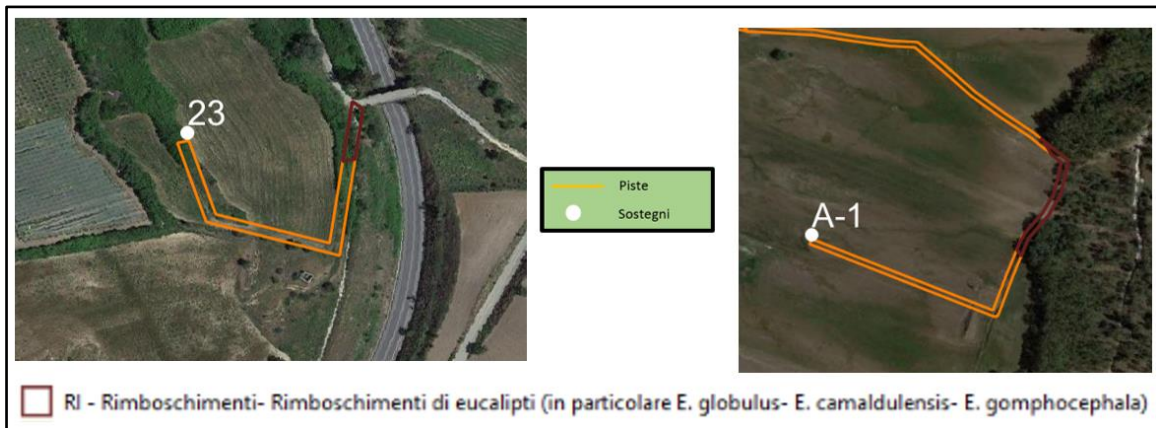 23
A-1
Piste
Sostegni
RI - Rimboschimenti- Rimboschimenti di eucalipti (in particolare E. globulus- E. camaldulensis- E. gomphocephala)